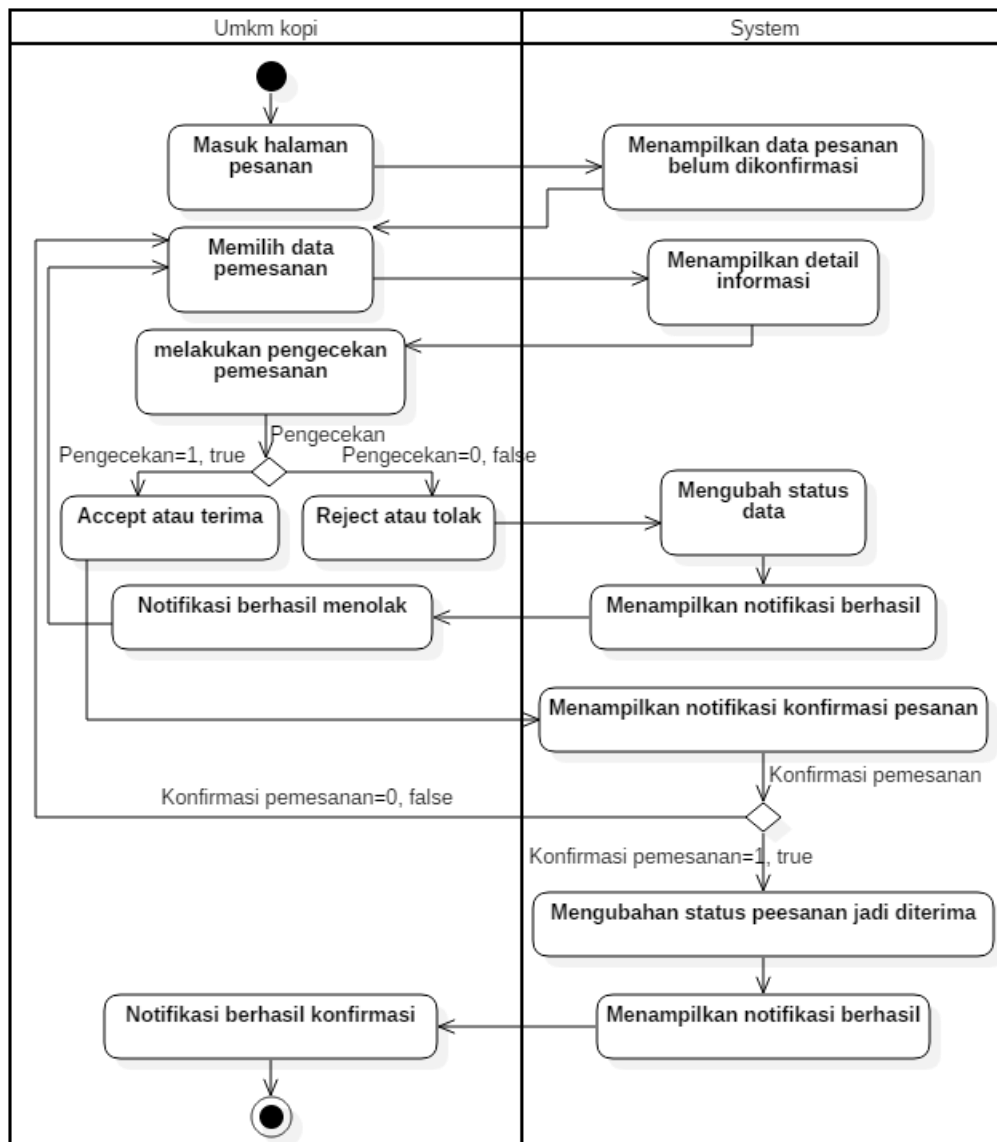 Umkm kopi
System
Masuk halaman
pesanan
Menampilkan data pesanan
belum dikonfirmasi
Memilih data
pemesanan
Menampilkan detail
informasi
melakukan pengecekan
pemesanan
Pengecekan
Pengecekan=1, true
Pengecekan=0, false
Accept atau terima
Reject atau tolak
Mengubah status
data
Notifikasi berhasil menolak
Menampilkan notifikasi berhasil
Menampilkan notifikasi konfirmasi pesanan
Konfirmasi pemesanan
Konfirmasi pemesanan=0, false
Konfirmasi pemesanan=1, true
Mengubahan status peesanan jadi diterima
Notifikasi berhasil konfirmasi
Menampilkan notifikasi berhasil